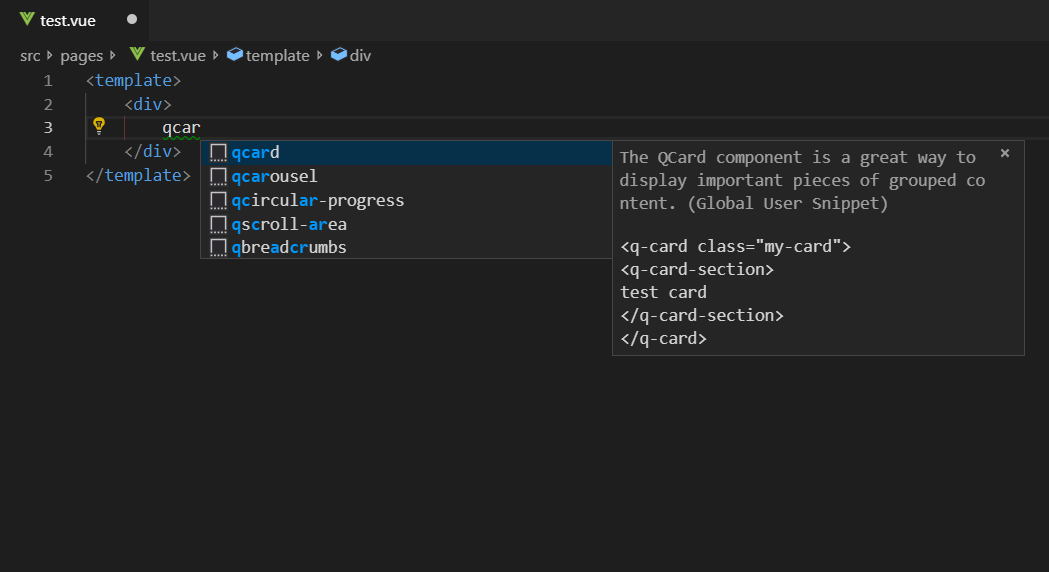 test.vue
src pages test.vue template div
1 <template>
2 <div>
3 qcar
4 </div>
5 </template>
qcard
qcarousel
qcircular-progress
qscroll-area
qbreadcrumbs
The QCard component is a great way to
display important pieces of grouped co
ntent. (Global User Snippet)
<q-card class="my-card">
<q-card-section>
test card
</q-card-section>
</q-card>